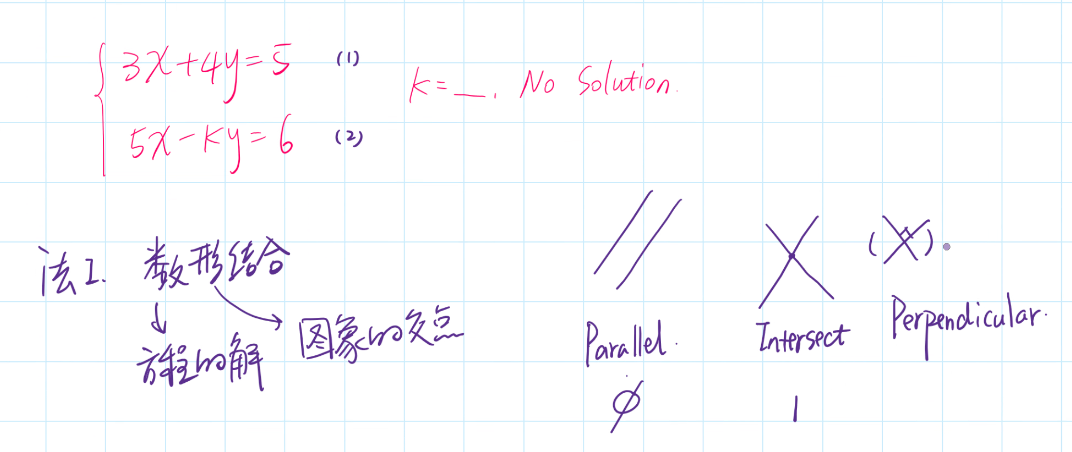 3x+4y=5 (1)
5x-ky=6 (2)
k=__. No Solution.
法1. 数形结合
方程的解
图象的交点
Parallel.
∅
Intersect
1
Perpendicular.